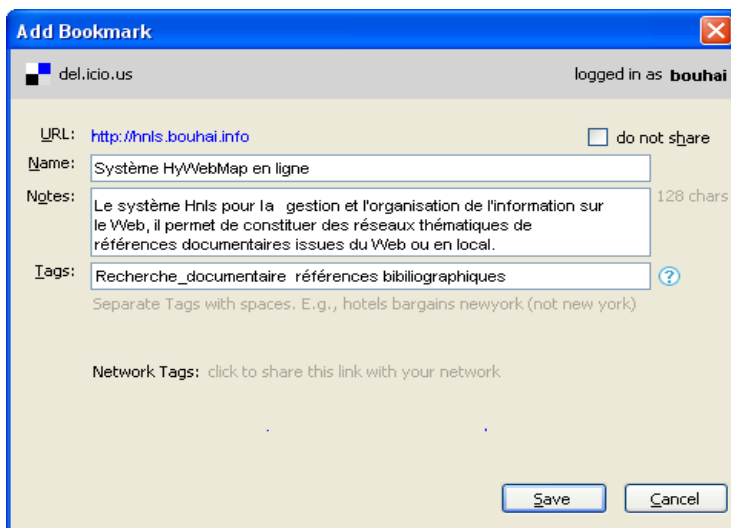 Add Bookmark
del.icio.us logged in as bouhai
URL: http://hnls.bouhai.info do not share
Name: Système HyWebMap en ligne
Notes: Le système Hnls pour la gestion et l'organisation de l'information sur 128 chars
le Web, il permet de constituer des réseaux thématiques de
références documentaires issues du Web ou en local.
Tags: Recherche_documentaire références bibiliographiques ?
Separate Tags with spaces. E.g., hotels bargains newyork (not new york)
Network Tags: click to share this link with your network
Save Cancel